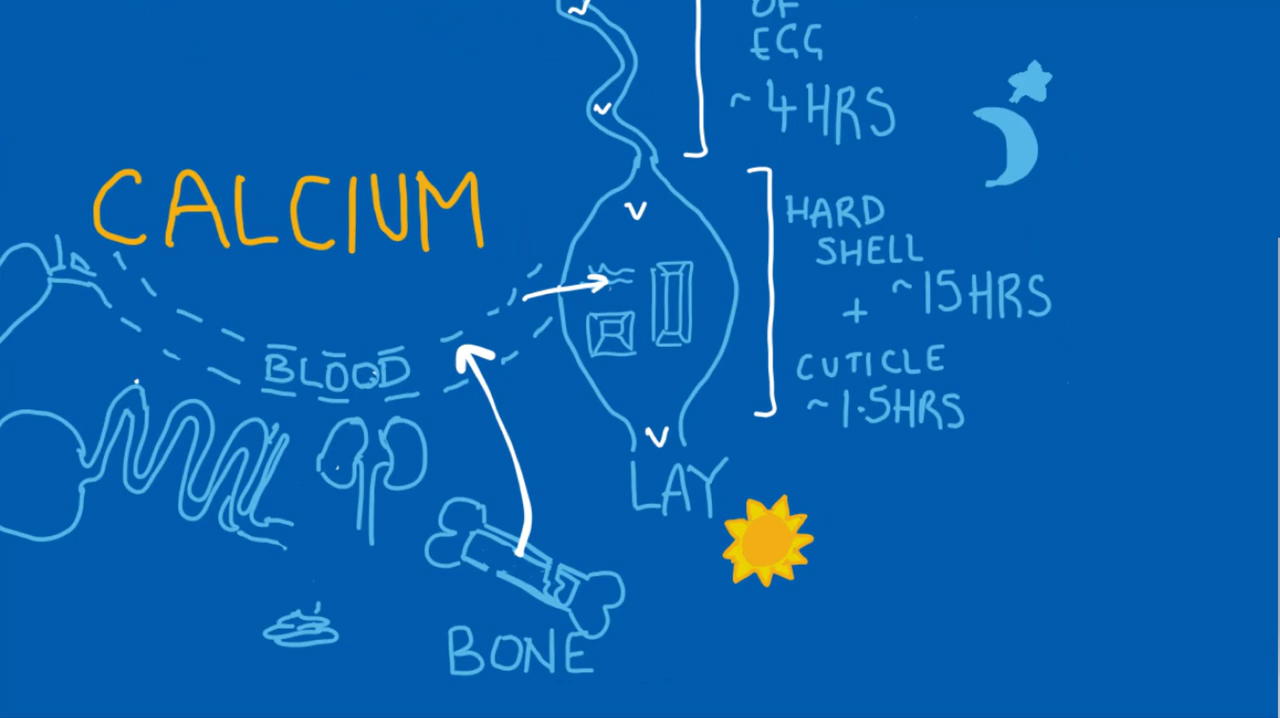 OF
EGG
~4HRS
CALCIUM
HARD
SHELL
~15HRS
+
CUTICLE
~1.5HRS
BLOOD
LAY
BONE